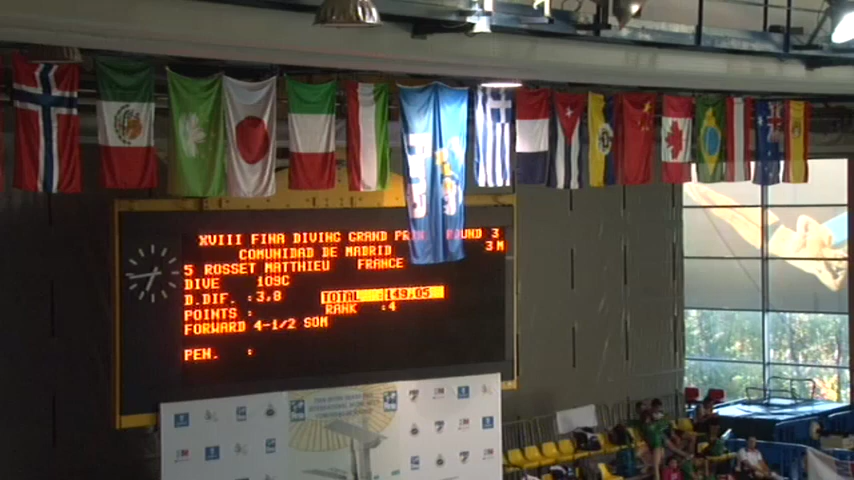 XVIII FINA DIVING GRAND PRIX ROUND 3
COMUNIDAD DE MADRID 3M
5 ROSSET MATTHIEU FRANCE
DIVE 109C
D.DIF. :3,8 TOTAL :149,05
POINTS : RANK :4
FORWARD 4-1/2 SOM
PEN. :